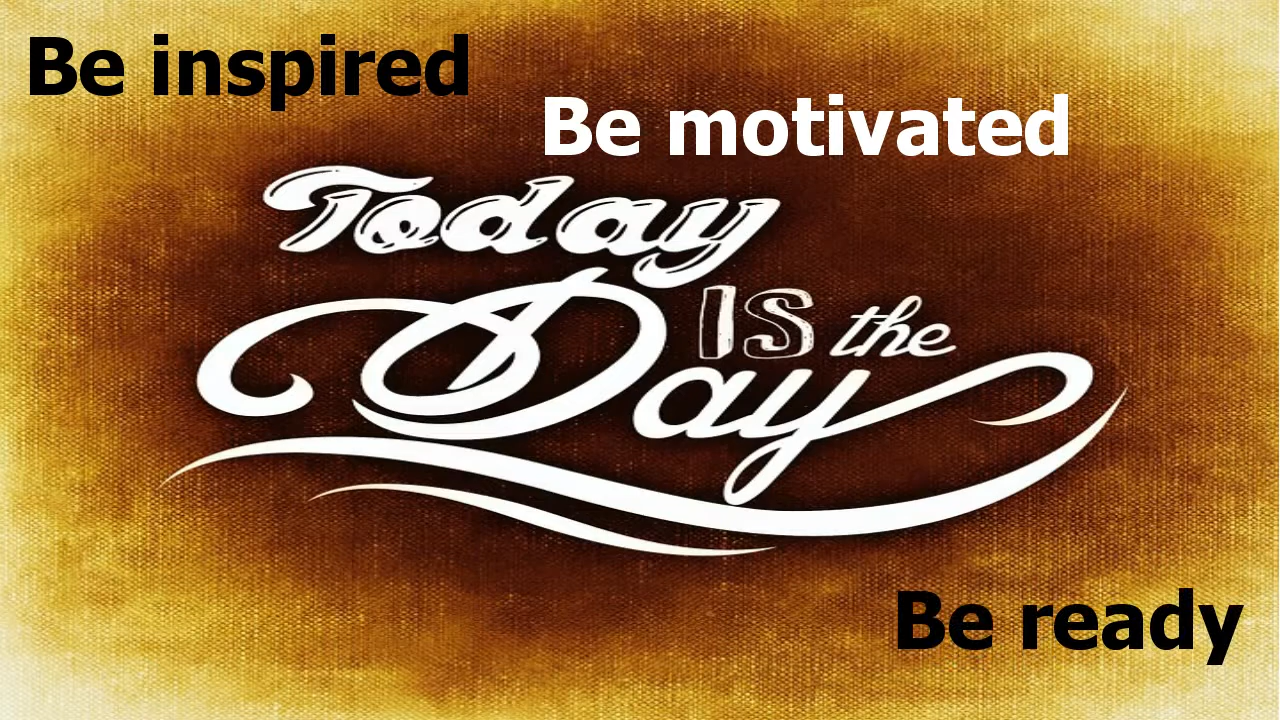 Be inspired
Be motivated
Today
IS the
Day
Be ready